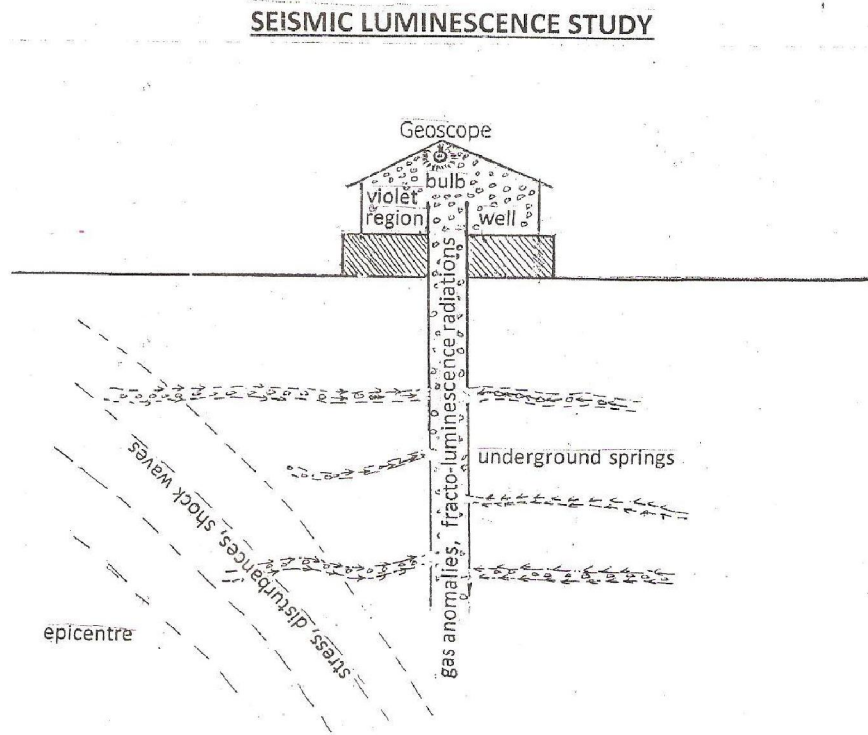 SEISMIC LUMINESCENCE STUDY
Geoscope
bulb
violet
region
well
gas anomalies, fracto-luminescence radiations
underground springs
stress, disturbances, shock waves
epicentre